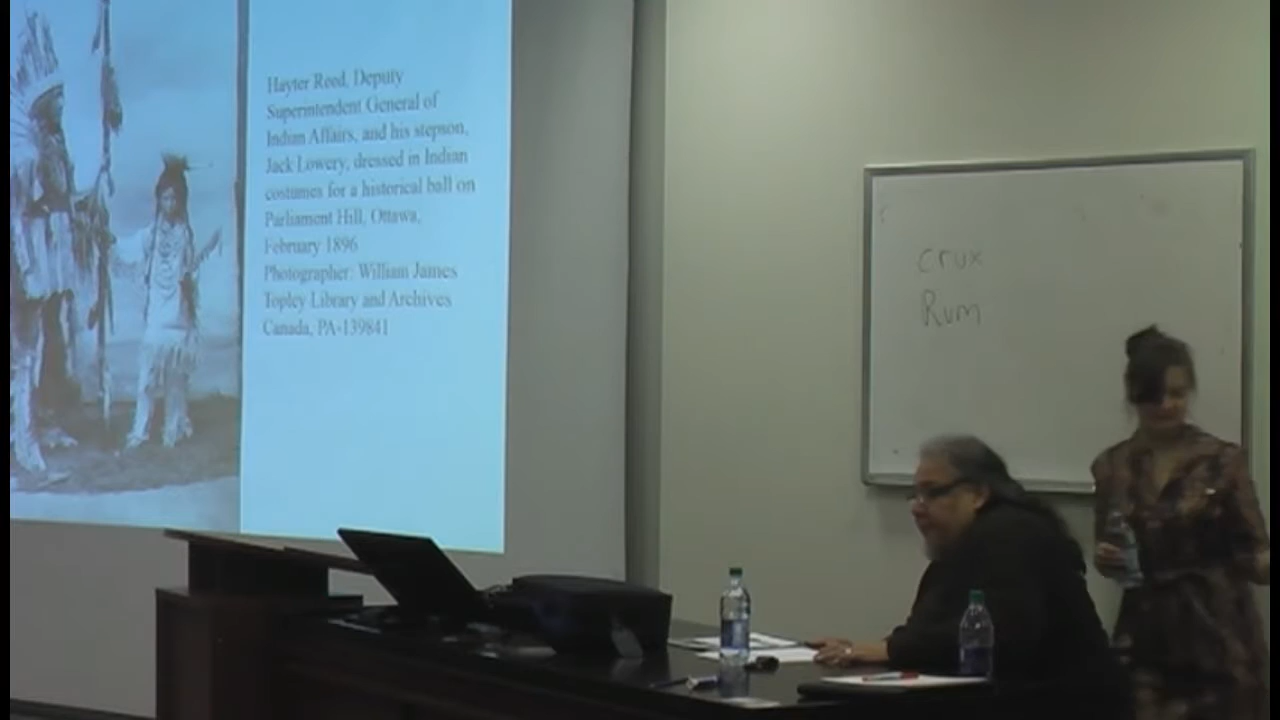 Hayter Reed, Deputy
Superintendent General of
Indian Affairs, and his stepson,
Jack Lowery, dressed in Indian
costumes for a historical ball on
Parliament Hill, Ottawa,
February 1896
Photographer: William James
Topley Library and Archives
Canada, PA-139841
crux
Rum